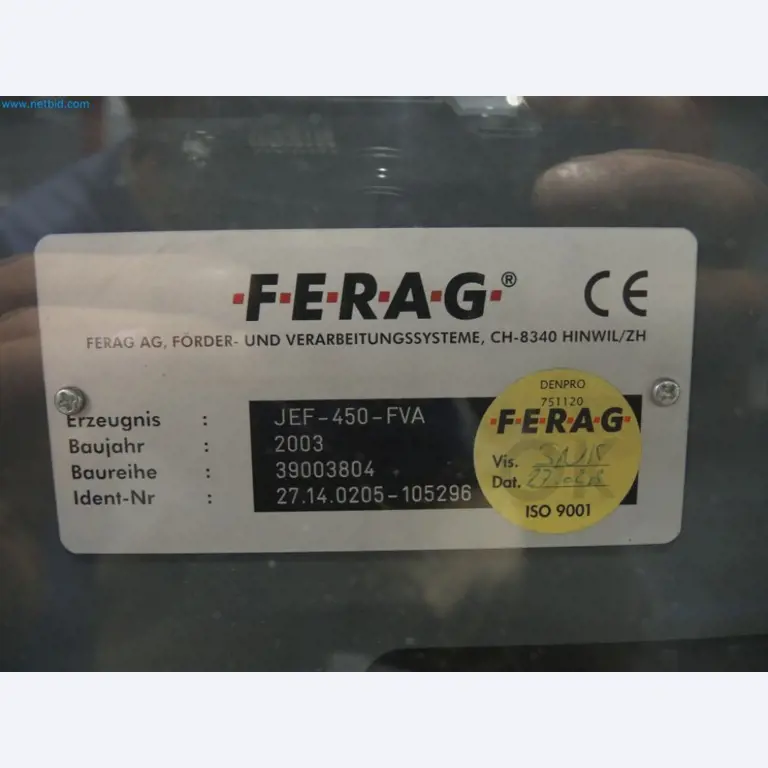 www.netbid.com
·F·E·R·A·G·® CE
FERAG AG, FÖRDER- UND VERARBEITUNGSSYSTEME, CH-8340 HINWIL/ZH
Erzeugnis : JEF-450-FVA
Baujahr : 2003
Baureihe : 39003804
Ident-Nr : 27.14.0205-105296
DENPRO
751120
·F·E·R·A·G·
OK
Vis.
Dat.
ISO 9001